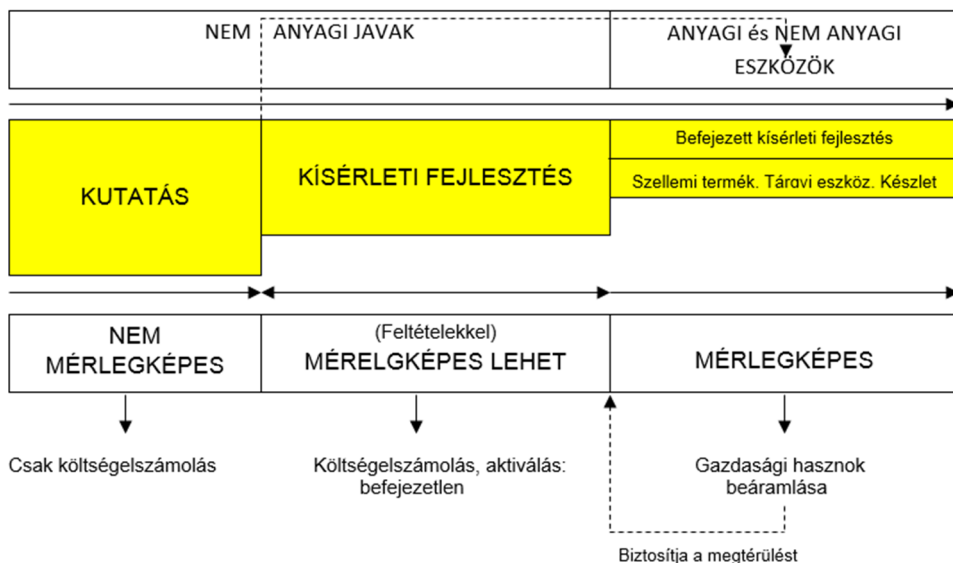 NEM ANYAGI JAVAK
ANYAGI és NEM ANYAGI
ESZKÖZÖK
KUTATÁS
KÍSÉRLETI FEJLESZTÉS
Befejezett kísérleti fejlesztés
Szellemi termék. Tárgyi eszköz. Készlet
NEM
MÉRLEGKÉPES
(Feltételekkel)
MÉRELGKÉPES LEHET
MÉRLEGKÉPES
Csak költségelszámolás
Költségelszámolás, aktiválás:
befejezetlen
Gazdasági hasznok
beáramlása
Biztosítja a megtérülést